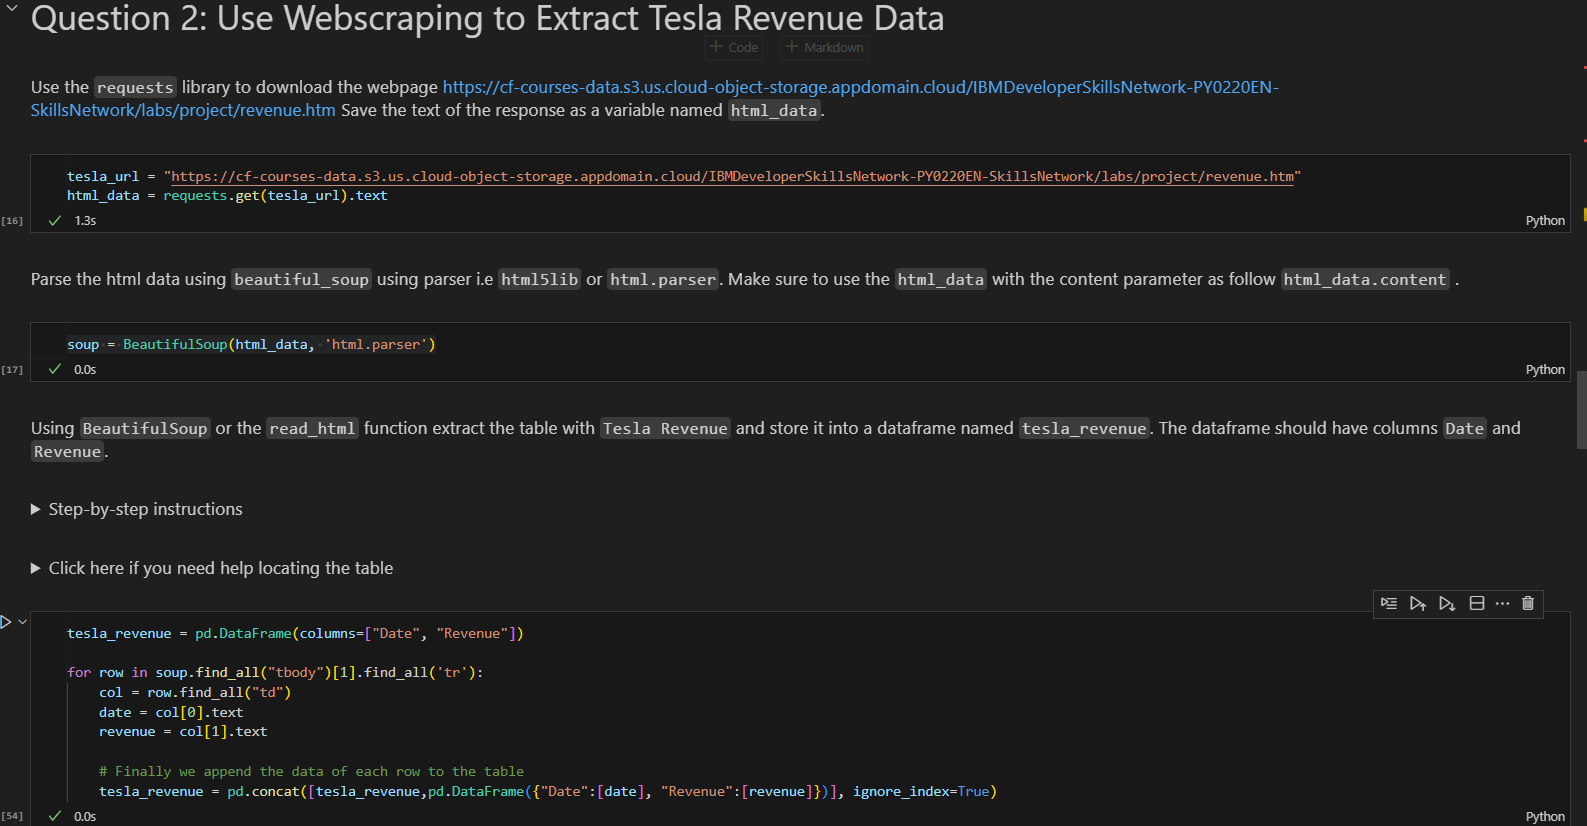 Question 2: Use Webscraping to Extract Tesla Revenue Data
+ Code + Markdown
Use the requests library to download the webpage https://cf-courses-data.s3.us.cloud-object-storage.appdomain.cloud/IBMDeveloperSkillsNetwork-PY0220EN-
SkillsNetwork/labs/project/revenue.htm Save the text of the response as a variable named html_data.
tesla_url = "https://cf-courses-data.s3.us.cloud-object-storage.appdomain.cloud/IBMDeveloperSkillsNetwork-PY0220EN-SkillsNetwork/labs/project/revenue.htm"
html_data = requests.get(tesla_url).text
[16] 1.3s Python
Parse the html data using beautiful_soup using parser i.e html5lib or html.parser. Make sure to use the html_data with the content parameter as follow html_data.content .
soup = BeautifulSoup(html_data, 'html.parser')
[17] 0.0s Python
Using BeautifulSoup or the read_html function extract the table with Tesla Revenue and store it into a dataframe named tesla_revenue. The dataframe should have columns Date and
Revenue.
Step-by-step instructions
Click here if you need help locating the table
tesla_revenue = pd.DataFrame(columns=["Date", "Revenue"])
for row in soup.find_all("tbody")[1].find_all('tr'):
col = row.find_all("td")
date = col[0].text
revenue = col[1].text
# Finally we append the data of each row to the table
tesla_revenue = pd.concat([tesla_revenue,pd.DataFrame({"Date":[date], "Revenue":[revenue]})], ignore_index=True)
[54] 0.0s Python